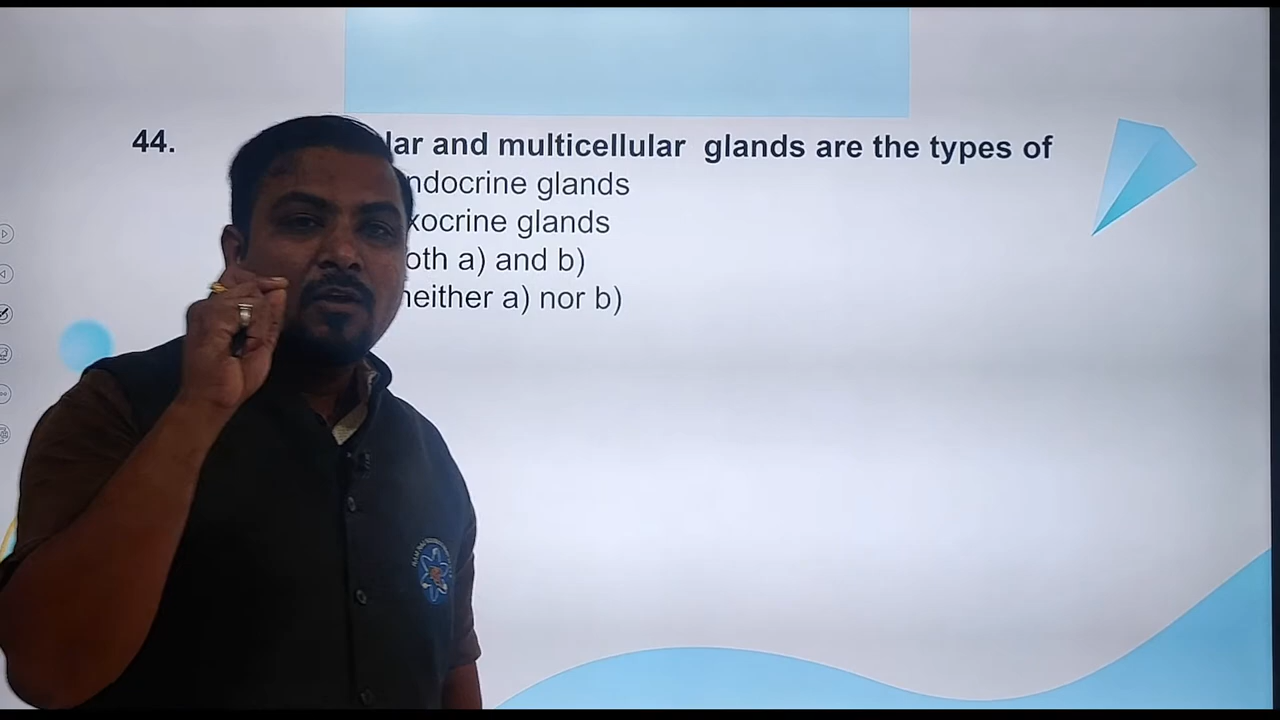 44. lar and multicellular glands are the types of
ndocrine glands
xocrine glands
oth a) and b)
neither a) nor b)